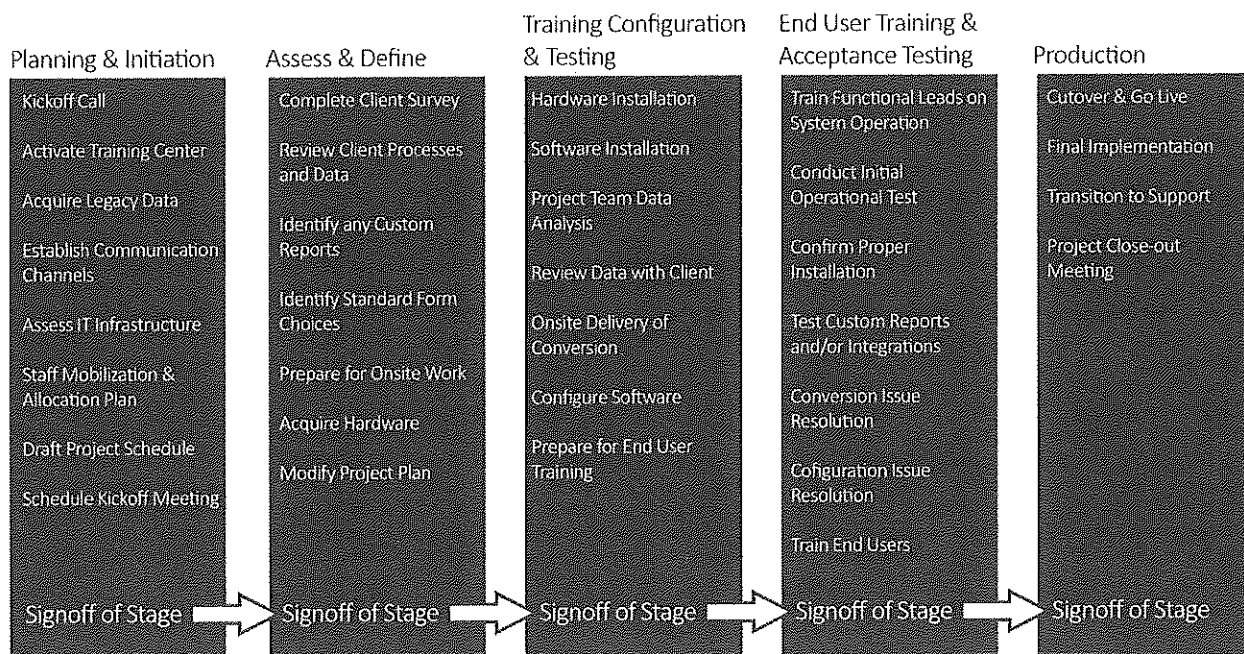 Planning & Initiation
Kickoff Call
Activate Training Center
Acquire Legacy Data
Establish Communication
Channels
Assess IT Infrastructure
Staff Mobilization &
Allocation Plan
Draft Project Schedule
Schedule Kickoff Meeting
Signoff of Stage
Assess & Define
Complete Client Survey
Review Client Processes
and Data
Identify any Custom
Reports
Identify Standard Form
Choices
Prepare for Onsite Work
Acquire Hardware
Modify Project Plan
Signoff of Stage
Training Configuration
& Testing
Hardware Installation
Software Installation
Project Team Data
Analysis
Review Data with Client
Onsite Delivery of
Conversion
Configure Software
Prepare for End User
Training
Signoff of Stage
End User Training &
Acceptance Testing
Train Functional Leads on
System Operation
Conduct Initial
Operational Test
Confirm Proper
Installation
Test Custom Reports
and/or Integrations
Conversion Issue
Resolution
Cofiguration Issue
Resolution
Train End Users
Signoff of Stage
Production
Cutover & Go Live
Final Implementation
Transition to Support
Project Close-out
Meeting
Signoff of Stage